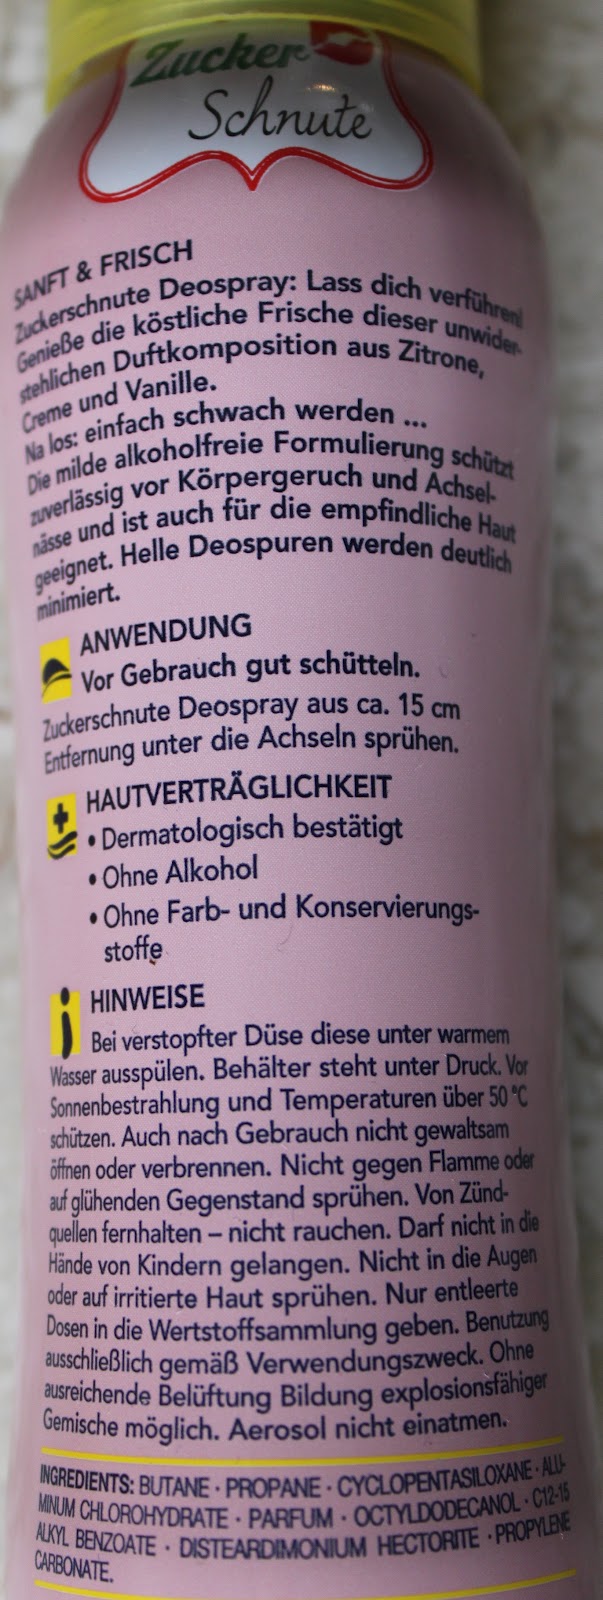 Zucker
Schnute
SANFT & FRISCH
Zuckerschnute Deospray: Lass dich verführen!
Genieße die köstliche Frische dieser unwider-
stehlichen Duftkomposition aus Zitrone,
Creme und Vanille.
Na los: einfach schwach werden ...
Die milde alkoholfreie Formulierung schützt
zuverlässig vor Körpergeruch und Achsel-
nässe und ist auch für die empfindliche Haut
geeignet. Helle Deospuren werden deutlich
minimiert.
ANWENDUNG
Vor Gebrauch gut schütteln.
Zuckerschnute Deospray aus ca. 15 cm
Entfernung unter die Achseln sprühen.
HAUTVERTRÄGLICHKEIT
• Dermatologisch bestätigt
• Ohne Alkohol
• Ohne Farb- und Konservierungs-
stoffe
HINWEISE
Bei verstopfter Düse diese unter warmem
Wasser ausspülen. Behälter steht unter Druck. Vor
Sonnenbestrahlung und Temperaturen über 50 °C
schützen. Auch nach Gebrauch nicht gewaltsam
öffnen oder verbrennen. Nicht gegen Flamme oder
auf glühenden Gegenstand sprühen. Von Zünd-
quellen fernhalten – nicht rauchen. Darf nicht in die
Hände von Kindern gelangen. Nicht in die Augen
oder auf irritierte Haut sprühen. Nur entleerte
Dosen in die Wertstoffsammlung geben. Benutzung
ausschließlich gemäß Verwendungszweck. Ohne
ausreichende Belüftung Bildung explosionsfähiger
Gemische möglich. Aerosol nicht einatmen.
INGREDIENTS: BUTANE · PROPANE · CYCLOPENTASILOXANE · ALU-
MINUM CHLOROHYDRATE · PARFUM · OCTYLDODECANOL · C12-15
ALKYL BENZOATE · DISTEARDIMONIUM HECTORITE · PROPYLENE
CARBONATE.